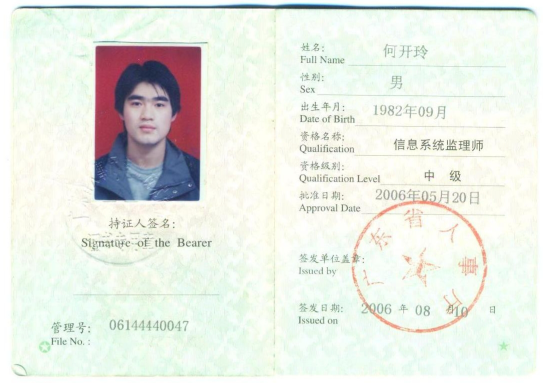 持证人签名:
Signature of the Bearer
管理号: 06144440047
File No. :
姓名: 何开玲
Full Name
性别: 男
Sex
出生年月: 1982年09月
Date of Birth
资格名称: 信息系统监理师
Qualification
资格级别: 中 级
Qualification Level
批准日期: 2006年05月20日
Approval Date
签发单位盖章:
Issued by
广东省人事厅
签发日期: 2006 年 08 月 10 日
Issued on